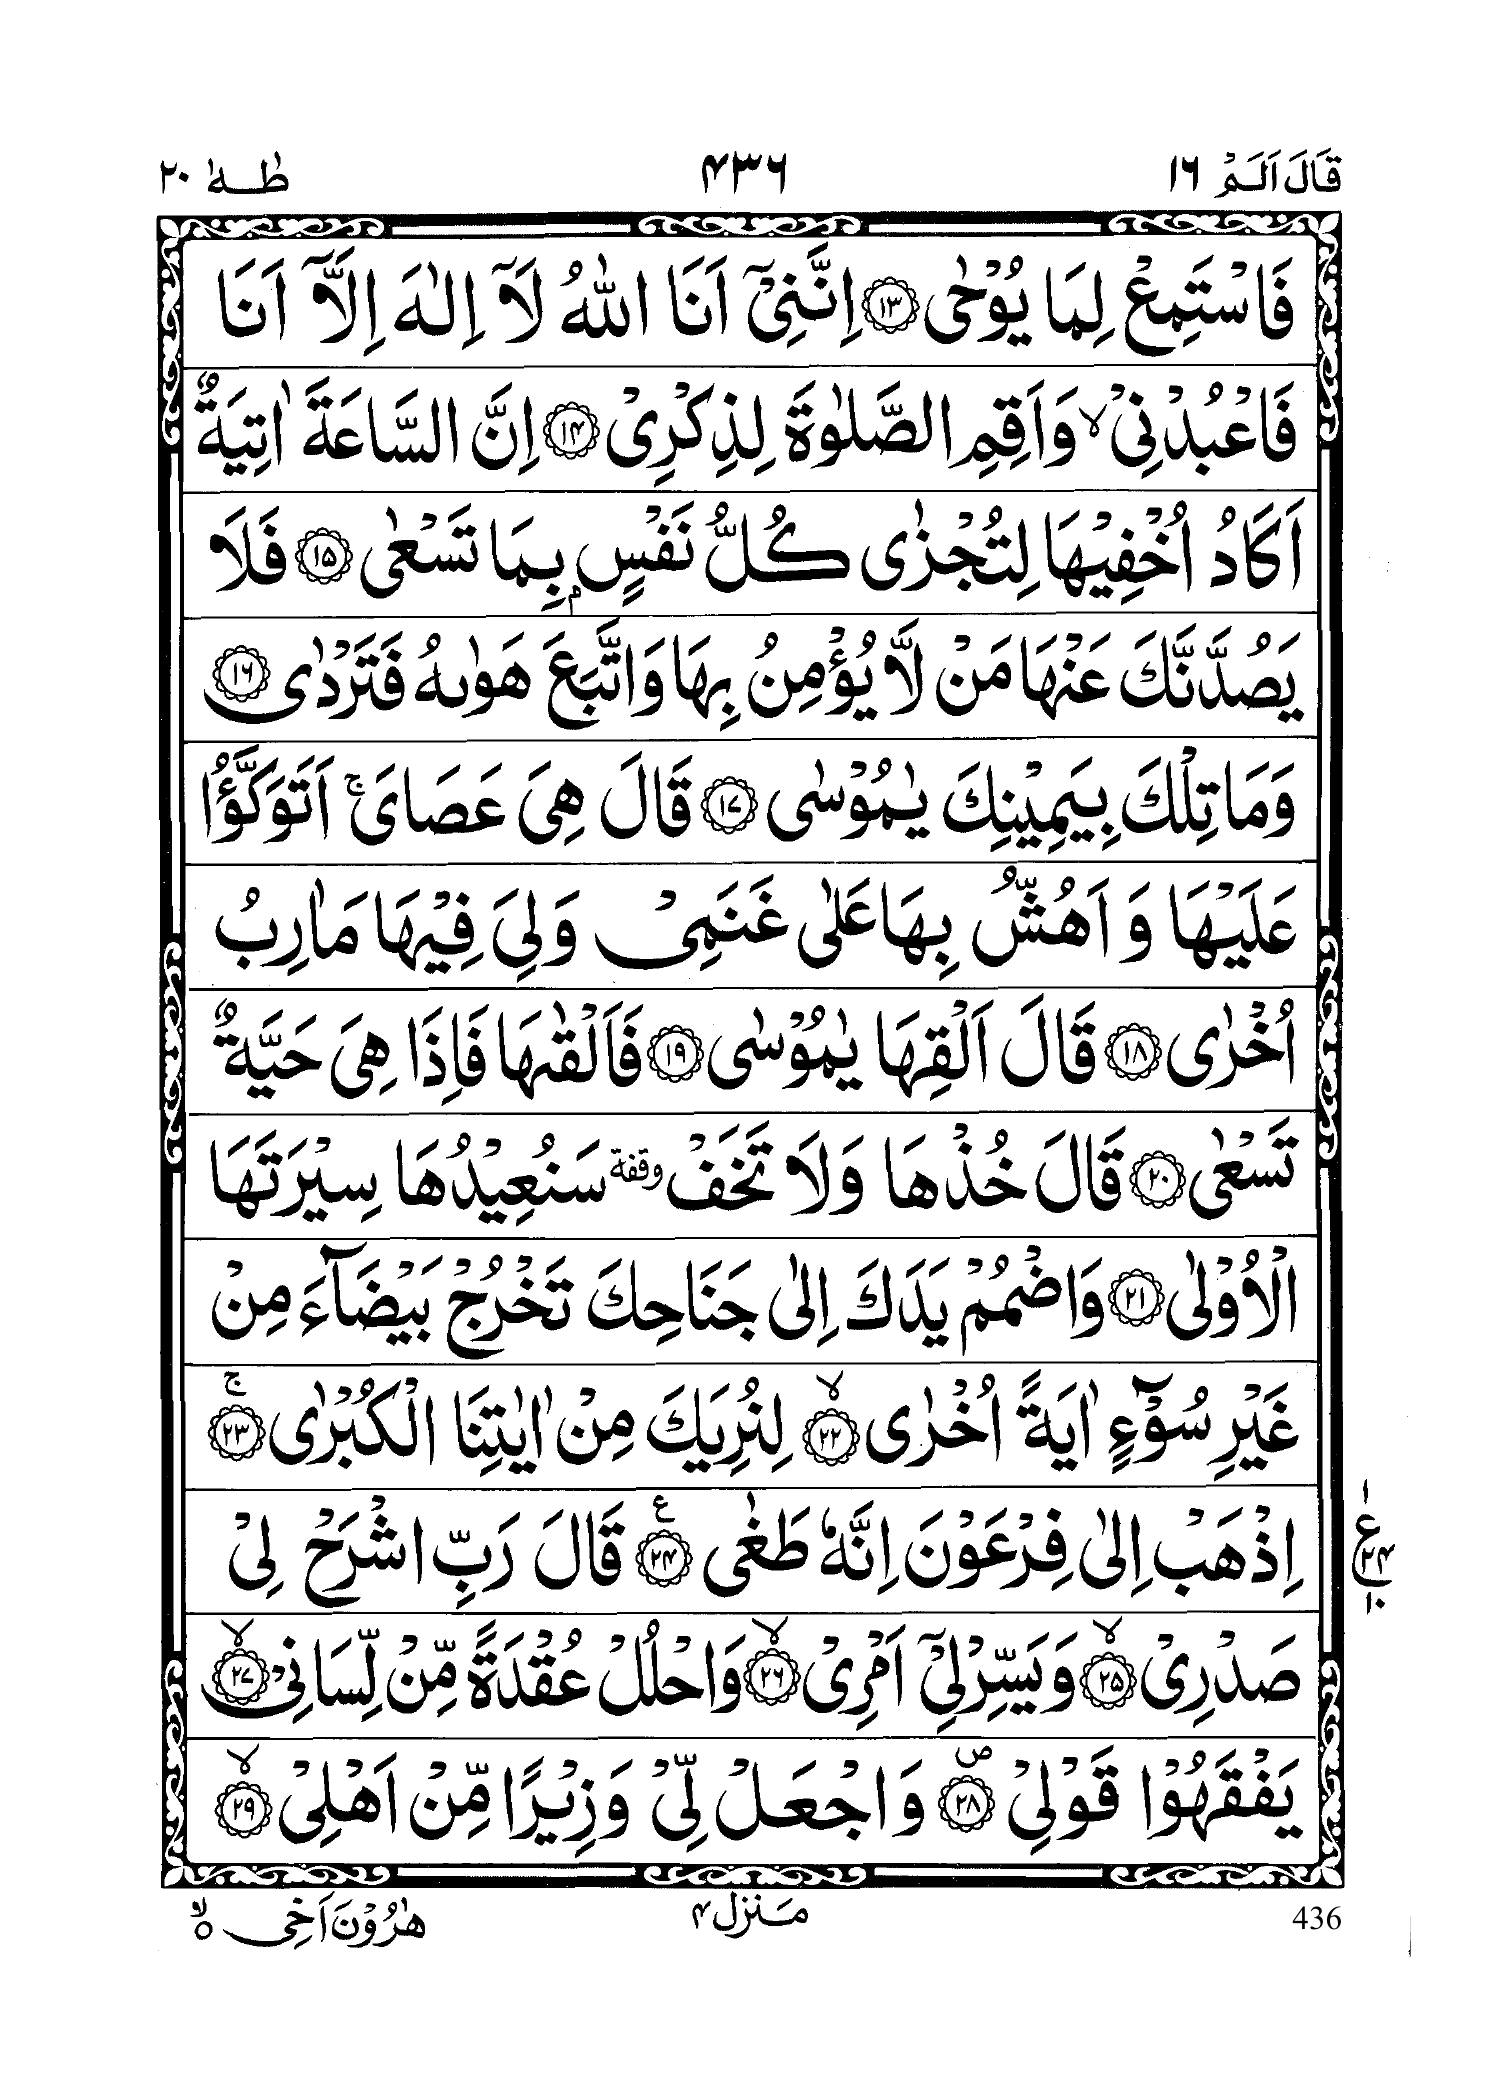 قَالَ اَلَمْ ١٦ ٤٣٦ طٰـهٰ ٢٠
فَاسْتَمِعْ لِمَا يُوْحٰى ۝١٣ اِنَّنِیْۤ اَنَا اللّٰهُ لَاۤ اِلٰهَ اِلَّاۤ اَنَا
فَاعْبُدْنِیْ ۙ وَاَقِمِ الصَّلٰوةَ لِذِكْرِیْ ۝١٤ اِنَّ السَّاعَةَ اٰتِیَةٌ
اَكَادُ اُخْفِیْهَا لِتُجْزٰى كُلُّ نَفْسٍۭ بِمَا تَسْعٰى ۝١٥ فَلَا
یَصُدَّنَّكَ عَنْهَا مَنْ لَّا یُؤْمِنُ بِهَا وَاتَّبَعَ هَوٰىهُ فَتَرْدٰى ۝١٦
وَمَا تِلْكَ بِیَمِیْنِكَ یٰمُوْسٰى ۝١٧ قَالَ هِیَ عَصَایَ ۚ اَتَوَكَّؤُا
عَلَیْهَا وَ اَهُشُّ بِهَا عَلٰى غَنَمِیْ وَلِیَ فِیْهَا مَاٰرِبُ
اُخْرٰى ۝١٨ قَالَ اَلْقِهَا یٰمُوْسٰى ۝١٩ فَاَلْقٰىهَا فَاِذَا هِیَ حَیَّةٌ
تَسْعٰى ۝٢٠ قَالَ خُذْهَا وَلَا تَخَفْ وقفة سَنُعِیْدُهَا سِیْرَتَهَا
الْاُوْلٰى ۝٢١ وَاضْمُمْ یَدَكَ اِلٰى جَنَاحِكَ تَخْرُجْ بَیْضَآءَ مِنْ
غَیْرِ سُوْٓءٍ اٰیَةً اُخْرٰى ۝٢٢ ۙ لِنُرِیَكَ مِنْ اٰیٰتِنَا الْكُبْرٰى ۝٢٣ ۚ
اِذْهَبْ اِلٰى فِرْعَوْنَ اِنَّهٗ طَغٰى ۝٢٤ ع قَالَ رَبِّ اشْرَحْ لِیْ
١ ع ٢٤ ١٠
صَدْرِیْ ۝٢٥ ۙ وَیَسِّرْ لِیْۤ اَمْرِیْ ۝٢٦ ۙ وَاحْلُلْ عُقْدَةً مِّنْ لِّسَانِیْ ۝٢٧ ۙ
یَفْقَهُوْا قَوْلِیْ ۝٢٨ ص وَاجْعَلْ لِّیْ وَزِیْرًا مِّنْ اَهْلِیْ ۝٢٩ ۙ
436 مَنزل ٤ هٰرُوْنَ اَخِی ۝ ۙ